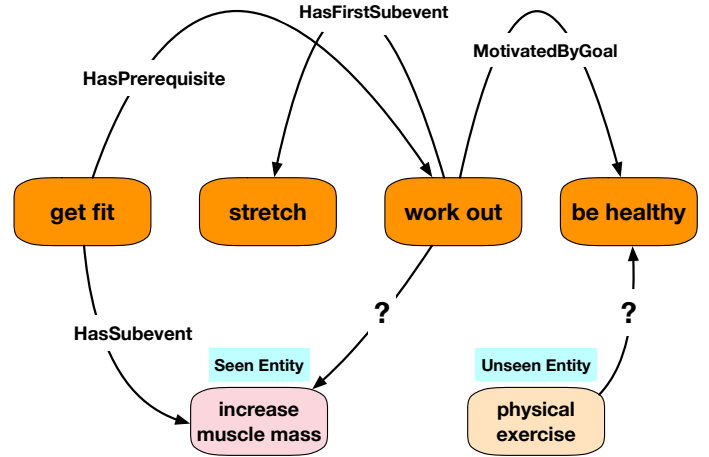 HasFirstSubevent
MotivatedByGoal
HasPrerequisite
get fit
stretch
work out
be healthy
?
?
HasSubevent
Seen Entity
Unseen Entity
increase
muscle mass
physical
exercise